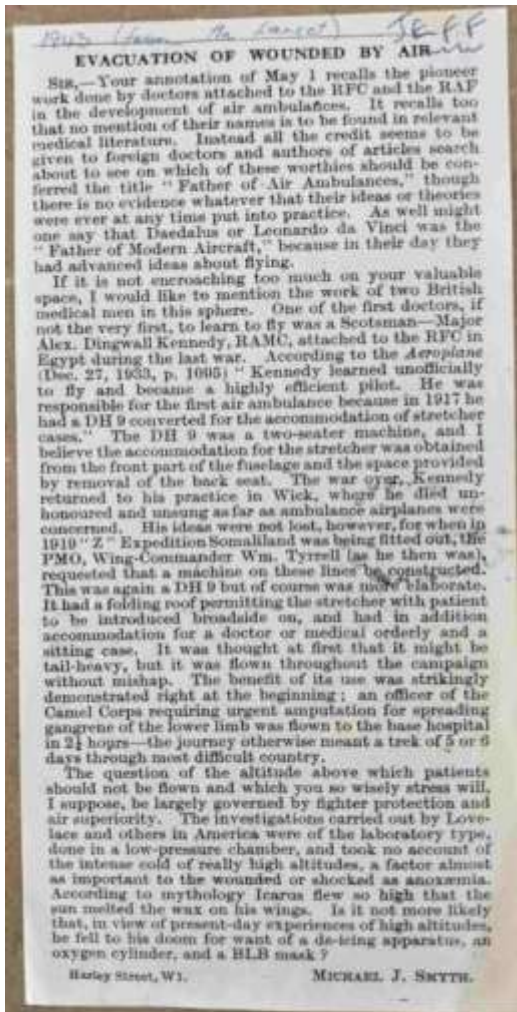 1943 (from The Lancet) JEFF
EVACUATION OF WOUNDED BY AIR
SIR,—Your annotation of May 1 recalls the pioneer
work done by doctors attached to the RFC and the RAF
in the development of air ambulances. It recalls too
that no mention of their names is to be found in relevant
medical literature. Instead all the credit seems to be
given to foreign doctors and authors of articles search
about to see on which of these worthies should be con-
ferred the title "Father of Air Ambulances," though
there is no evidence whatever that their ideas or theories
were ever at any time put into practice. As well might
one say that Daedalus or Leonardo da Vinci was the
"Father of Modern Aircraft," because in their day they
had advanced ideas about flying.
If it is not encroaching too much on your valuable
space, I would like to mention the work of two British
medical men in this sphere. One of the first doctors, if
not the very first, to learn to fly was a Scotsman—Major
Alex. Dingwall Kennedy, RAMC, attached to the RFC in
Egypt during the last war. According to the Aeroplane
(Dec. 27, 1933, p. 1095) "Kennedy learned unofficially
to fly and became a highly efficient pilot. He was
responsible for the first air ambulance because in 1917 he
had a DH 9 converted for the accommodation of stretcher
cases." The DH 9 was a two-seater machine, and I
believe the accommodation for the stretcher was obtained
from the front part of the fuselage and the space provided
by removal of the back seat. The war over, Kennedy
returned to his practice in Wick, where he died un-
honoured and unsung as far as ambulance airplanes were
concerned. His ideas were not lost, however, for when in
1919 "Z" Expedition Somaliland was being fitted out, the
PMO, Wing-Commander Wm. Tyrrell (as he then was),
requested that a machine on these lines be constructed.
This was again a DH 9 but of course was more elaborate.
It had a folding roof permitting the stretcher with patient
to be introduced broadside on, and had in addition
accommodation for a doctor or medical orderly and a
sitting case. It was thought at first that it might be
tail-heavy, but it was flown throughout the campaign
without mishap. The benefit of its use was strikingly
demonstrated right at the beginning; an officer of the
Camel Corps requiring urgent amputation for spreading
gangrene of the lower limb was flown to the base hospital
in 2½ hours—the journey otherwise meant a trek of 5 or 6
days through most difficult country.
The question of the altitude above which patients
should not be flown and which you so wisely stress will,
I suppose, be largely governed by fighter protection and
air superiority. The investigations carried out by Love-
lace and others in America were of the laboratory type,
done in a low-pressure chamber, and took no account of
the intense cold of really high altitudes, a factor almost
as important to the wounded or shocked as anoxæmia.
According to mythology Icarus flew so high that the
sun melted the wax on his wings. Is it not more likely
that, in view of present-day experiences of high altitudes,
he fell to his doom for want of a de-icing apparatus, an
oxygen cylinder, and a BLB mask?
Harley Street, W1. MICHAEL J. SMYTH.